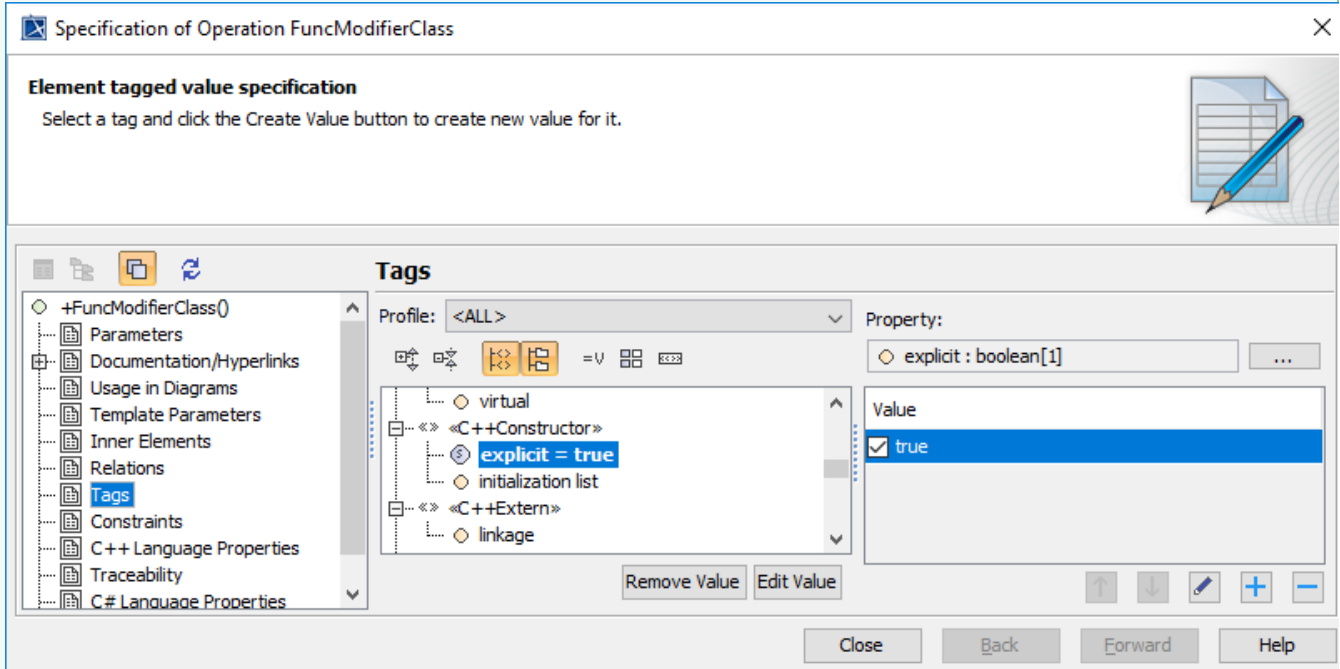 Specification of Operation FuncModifierClass
Element tagged value specification
Select a tag and click the Create Value button to create new value for it.
+FuncModifierClass()
Parameters
Documentation/Hyperlinks
Usage in Diagrams
Template Parameters
Inner Elements
Relations
Tags
Constraints
C++ Language Properties
Traceability
C# Language Properties
Tags
Profile: <ALL>
=V
virtual
«» «C++Constructor»
explicit = true
initialization list
«» «C++Extern»
linkage
Remove Value Edit Value
Property:
explicit : boolean[1] ...
Value
true
Close Back Forward Help